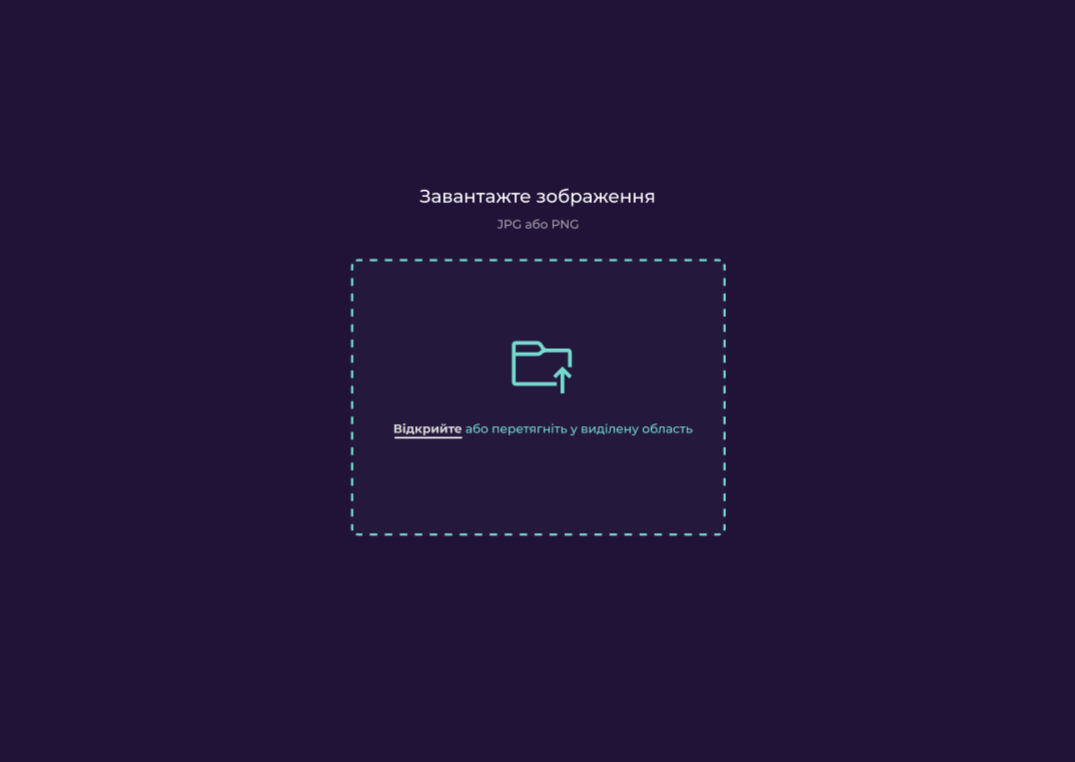 Завантажте зображення
JPG або PNG
Відкрийте або перетягніть у виділену область